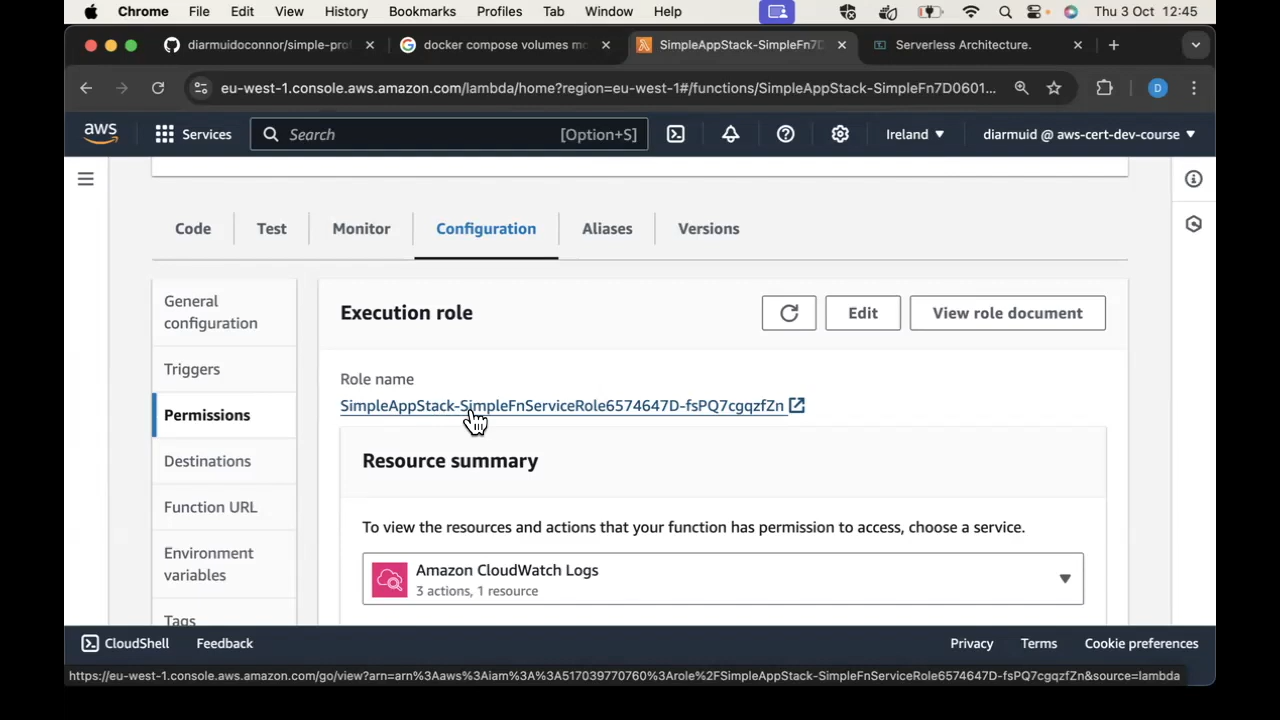 Chrome File Edit View History Bookmarks Profiles Tab Window Help Thu 3 Oct 12:45
diarmuidoconnor/simple-pro docker compose volumes m SimpleAppStack-SimpleFn7D Serverless Architecture.
eu-west-1.console.aws.amazon.com/lambda/home?region=eu-west-1#/functions/SimpleAppStack-SimpleFn7D0601... D
aws Services Search [Option+S] Ireland diarmuid @ aws-cert-dev-course
Code Test Monitor Configuration Aliases Versions
General configuration
Triggers
Permissions
Destinations
Function URL
Environment variables
Tags
Execution role Edit View role document
Role name
SimpleAppStack-SimpleFnServiceRole6574647D-fsPQ7cgqzfZn
Resource summary
To view the resources and actions that your function has permission to access, choose a service.
Amazon CloudWatch Logs
3 actions, 1 resource
CloudShell Feedback Privacy Terms Cookie preferences
https://eu-west-1.console.aws.amazon.com/go/view?arn=arn%3Aaws%3Aiam%3A%3A517039770760%3Arole%2FSimpleAppStack-SimpleFnServiceRole6574647D-fsPQ7cgqzfZn&source=lambda